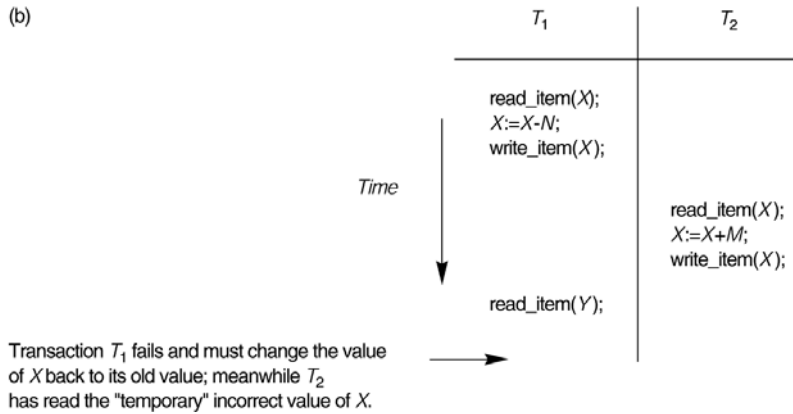 (b)
T1
T2
read_item(X);
X:=X-N;
write_item(X);
Time
read_item(X);
X:=X+M;
write_item(X);
read_item(Y);
Transaction T1 fails and must change the value
of X back to its old value; meanwhile T2
has read the "temporary" incorrect value of X.